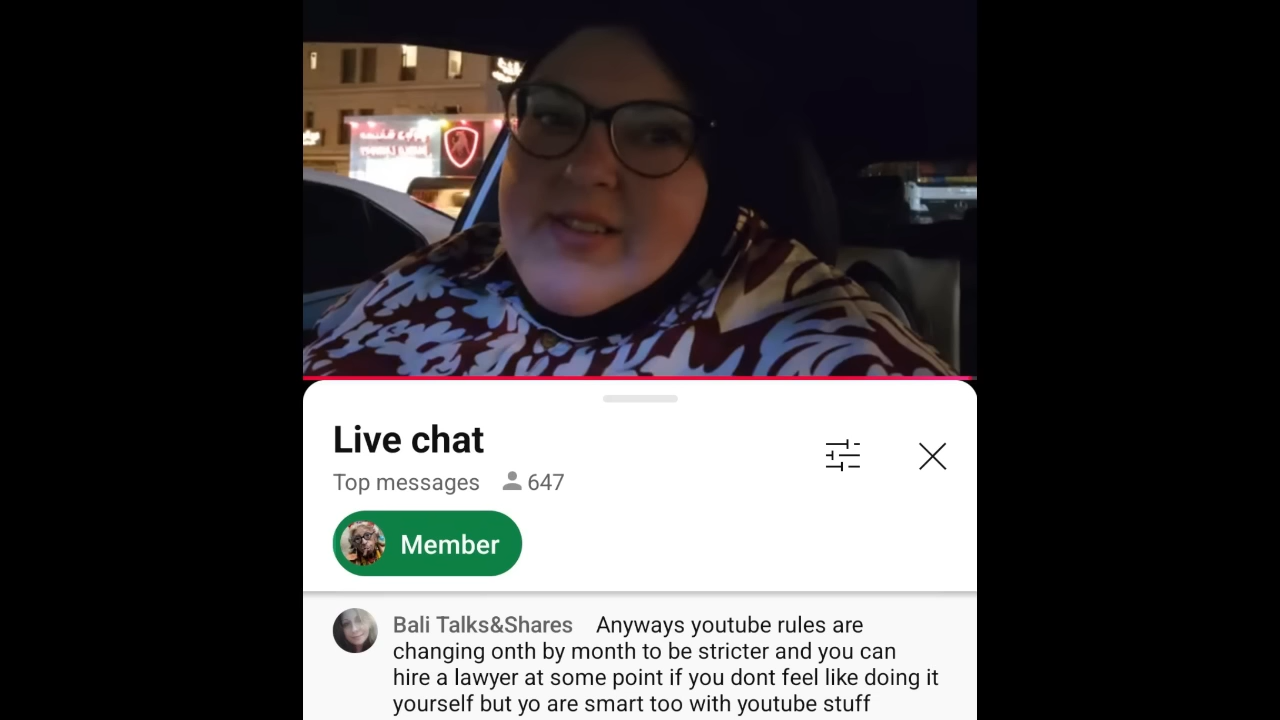 Live chat
Top messages 647
Member
Bali Talks&Shares Anyways youtube rules are
changing onth by month to be stricter and you can
hire a lawyer at some point if you dont feel like doing it
yourself but yo are smart too with youtube stuff